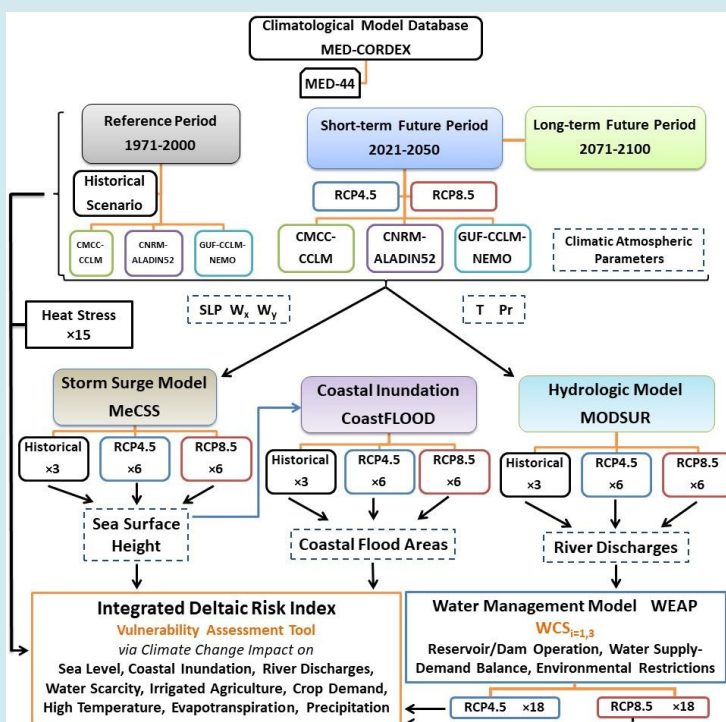 Climatological Model Database
MED-CORDEX
MED-44
Reference Period
1971-2000
Short-term Future Period
2021-2050
Long-term Future Period
2071-2100
Historical
Scenario
RCP4.5
RCP8.5
CMCC-
CCLM
CNRM-
ALADIN52
GUF-CCLM-
NEMO
CMCC-
CCLM
CNRM-
ALADIN52
GUF-CCLM-
NEMO
Climatic Atmospheric
Parameters
SLP Wx Wy
T Pr
Heat Stress
×15
Storm Surge Model
MeCSS
Coastal Inundation
CoastFLOOD
Hydrologic Model
MODSUR
Historical
×3
RCP4.5
×6
RCP8.5
×6
Historical
×3
RCP4.5
×6
RCP8.5
×6
Historical
×3
RCP4.5
×6
RCP8.5
×6
Sea Surface
Height
Coastal Flood Areas
River Discharges
Integrated Deltaic Risk Index
Vulnerability Assessment Tool
via Climate Change Impact on
Sea Level, Coastal Inundation, River Discharges,
Water Scarcity, Irrigated Agriculture, Crop Demand,
High Temperature, Evapotranspiration, Precipitation
Water Management Model WEAP
WCSi=1,3
Reservoir/Dam Operation, Water Supply-
Demand Balance, Environmental Restrictions
RCP4.5 ×18
RCP8.5 ×18